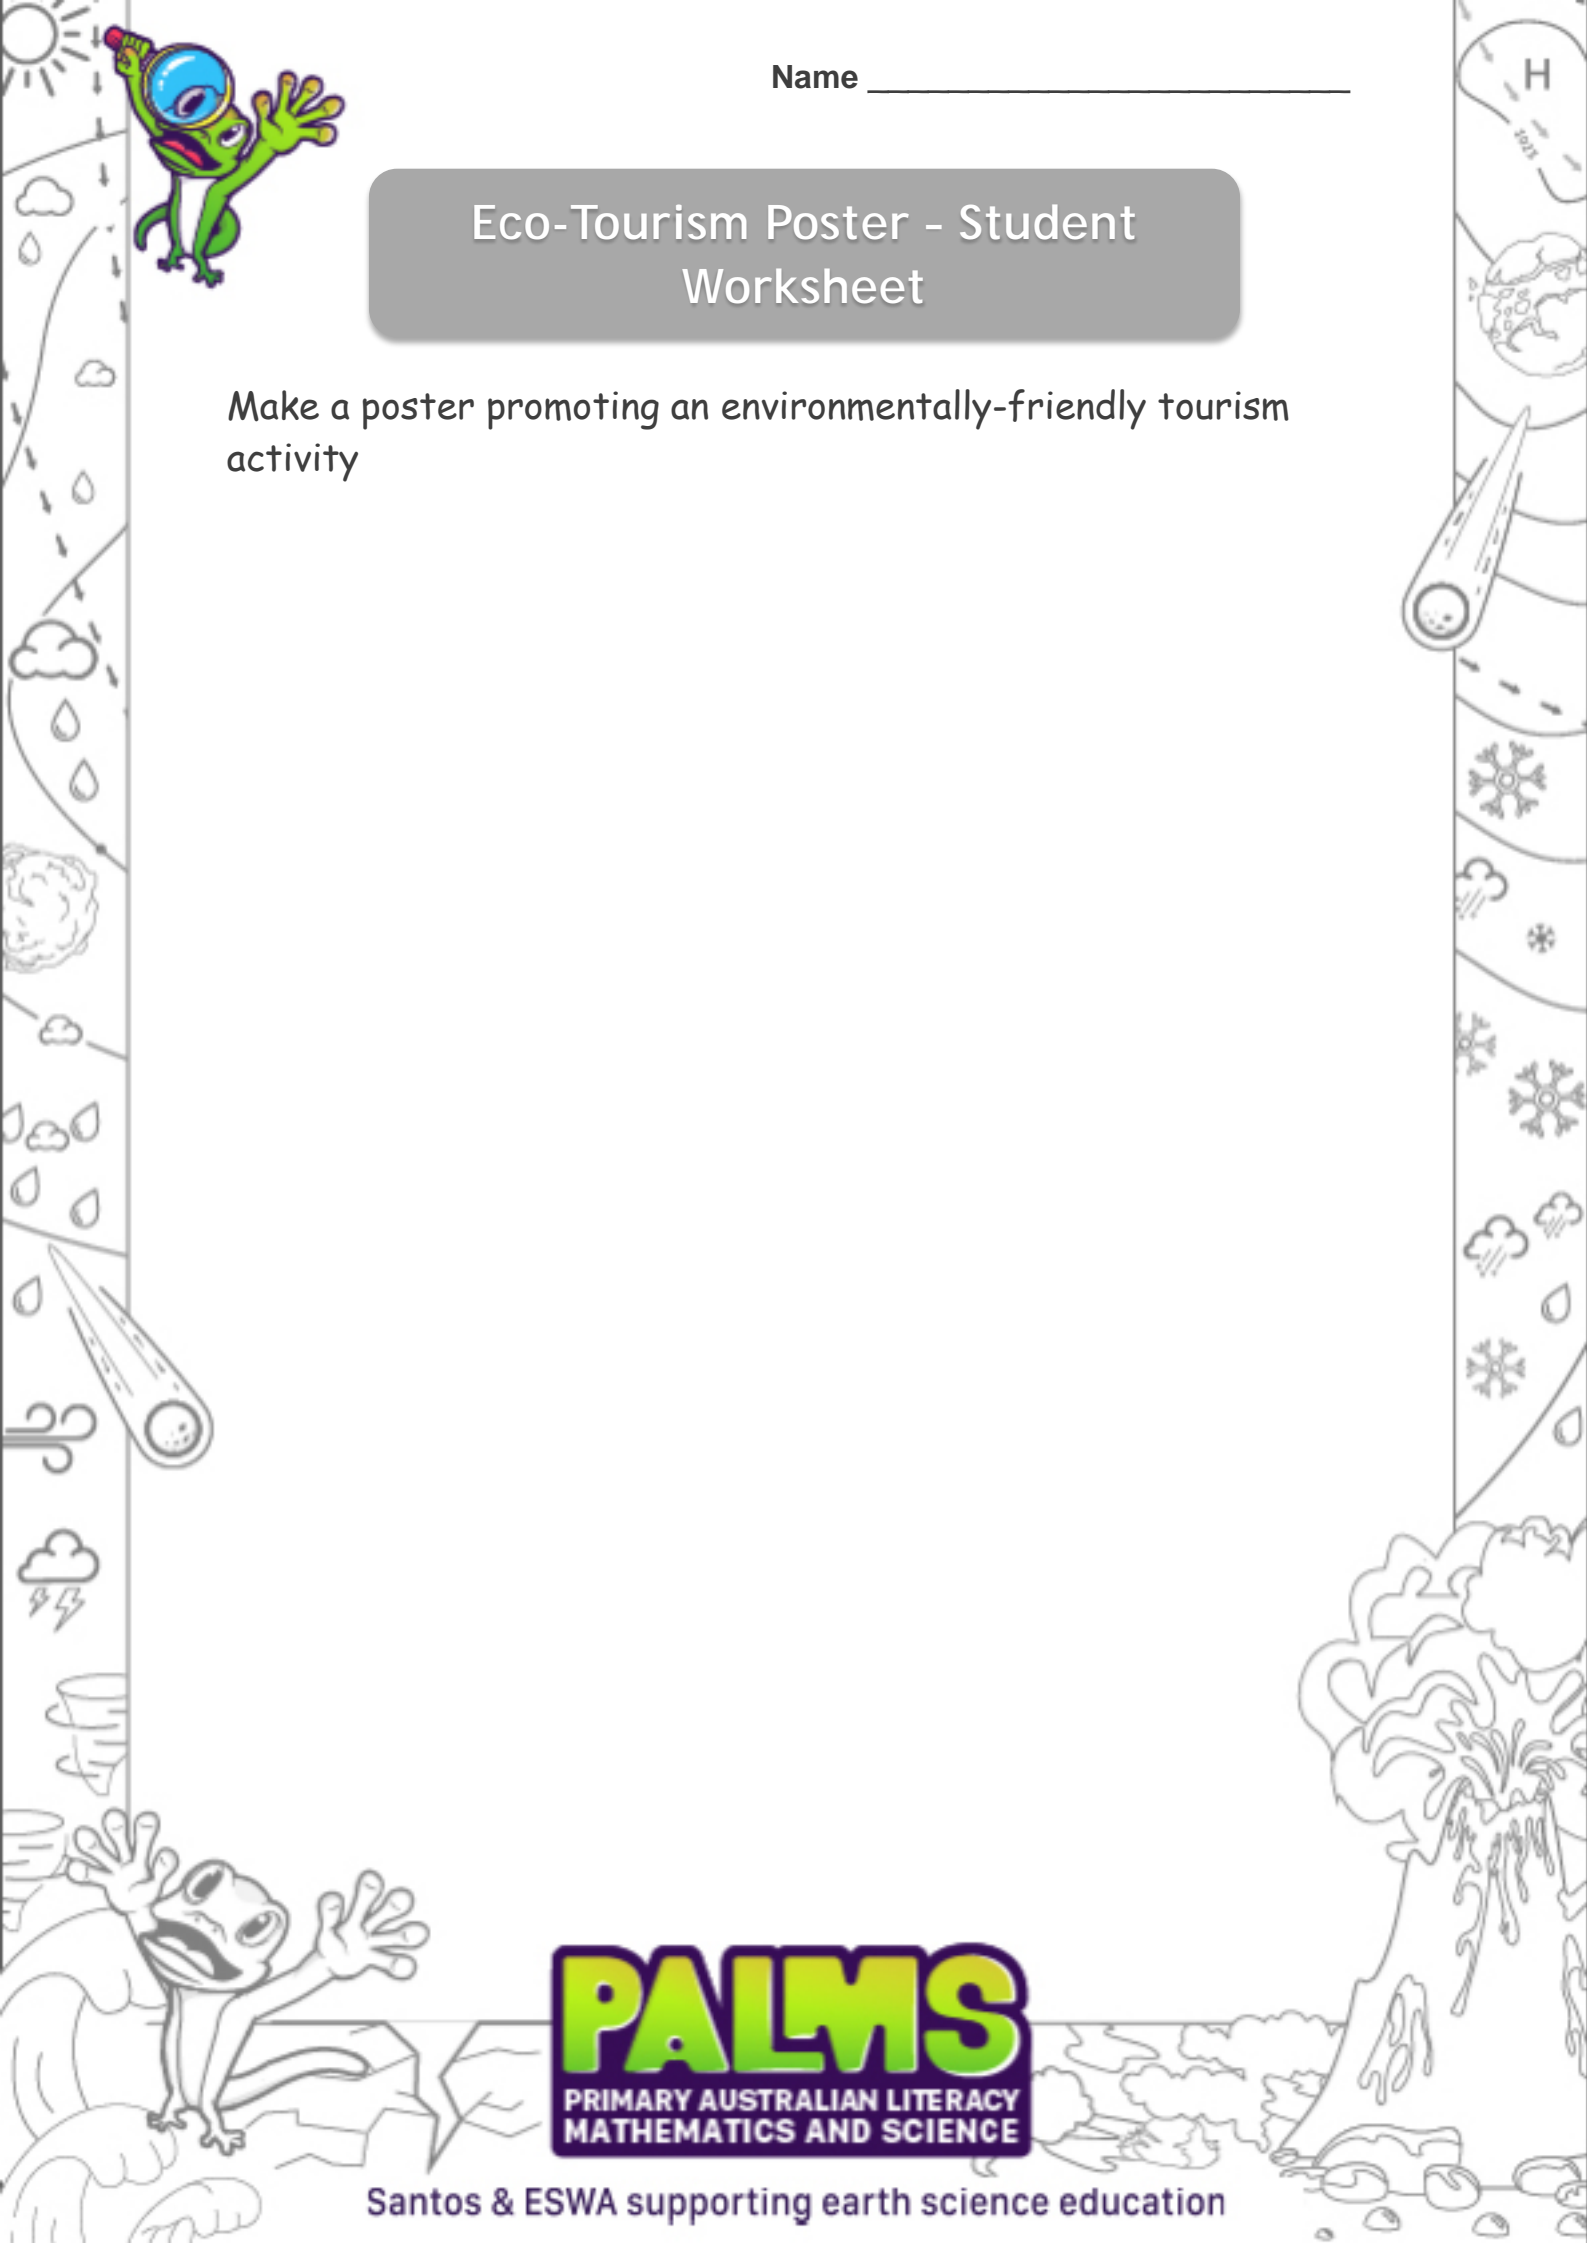 Name ___________________________
H
1023
Eco-Tourism Poster - Student
Worksheet
Make a poster promoting an environmentally-friendly tourism
activity
PALMS
PRIMARY AUSTRALIAN LITERACY
MATHEMATICS AND SCIENCE
Santos & ESWA supporting earth science education